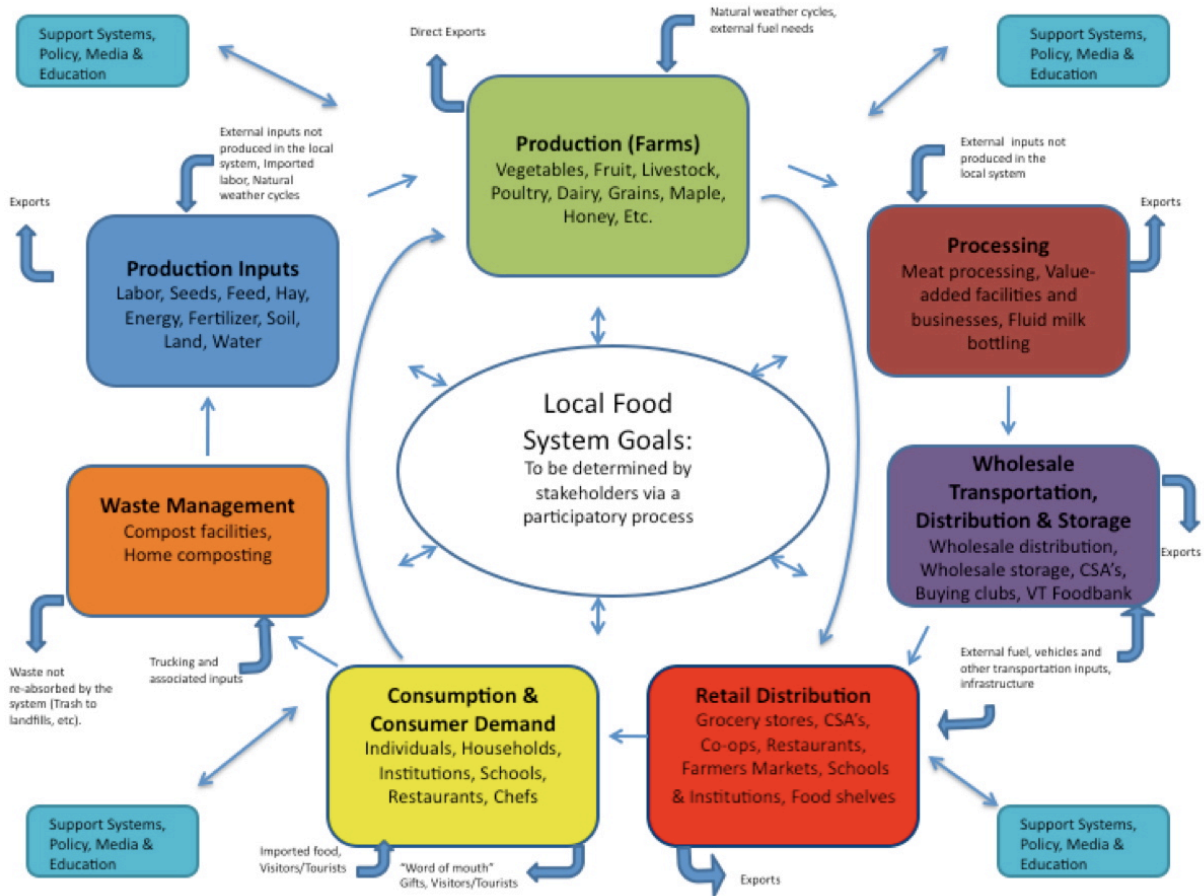 Support Systems,
Policy, Media &
Education
Direct Exports
Natural weather cycles,
external fuel needs
Support Systems,
Policy, Media &
Education
Production (Farms)
Vegetables, Fruit, Livestock,
Poultry, Dairy, Grains, Maple,
Honey, Etc.
External inputs not
produced in the local
system, Imported
labor, Natural
weather cycles
External inputs not
produced in the
local system
Exports
Exports
Production Inputs
Labor, Seeds, Feed, Hay,
Energy, Fertilizer, Soil,
Land, Water
Processing
Meat processing, Value-
added facilities and
businesses, Fluid milk
bottling
Local Food
System Goals:
To be determined by
stakeholders via a
participatory process
Waste Management
Compost facilities,
Home composting
Wholesale
Transportation,
Distribution & Storage
Wholesale distribution,
Wholesale storage, CSA's,
Buying clubs, VT Foodbank
Exports
Waste not
re-absorbed by the
system (Trash to
landfills, etc).
Trucking and
associated inputs
External fuel, vehicles and
other transportation inputs,
infrastructure
Consumption &
Consumer Demand
Individuals, Households,
Institutions, Schools,
Restaurants, Chefs
Retail Distribution
Grocery stores, CSA's,
Co-ops, Restaurants,
Farmers Markets, Schools
& Institutions, Food shelves
Support Systems,
Policy, Media &
Education
Imported food,
Visitors/Tourists
"Word of mouth"
Gifts, Visitors/Tourists
Exports
Support Systems,
Policy, Media &
Education